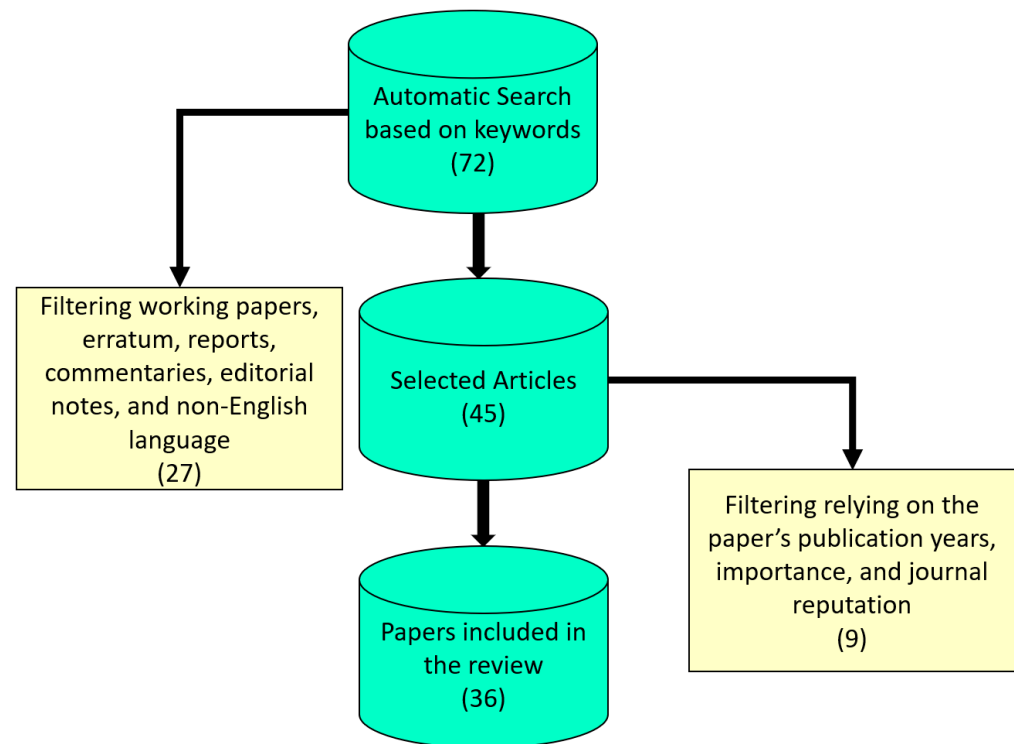 Automatic Search
based on keywords
(72)
Filtering working papers,
erratum, reports,
commentaries, editorial
notes, and non-English
language
(27)
Selected Articles
(45)
Filtering relying on the
paper’s publication years,
importance, and journal
reputation
(9)
Papers included in
the review
(36)